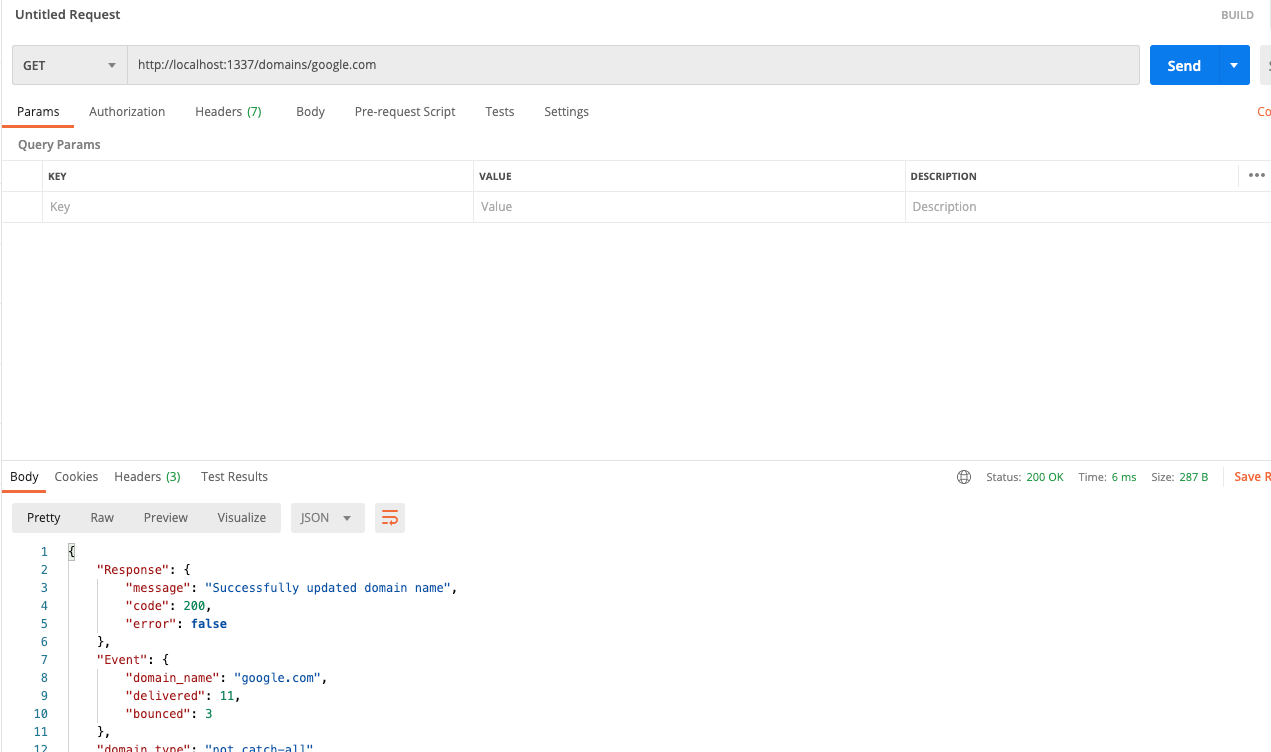 Untitled Request
BUILD
GET
http://localhost:1337/domains/google.com
Send
Params Authorization Headers (7) Body Pre-request Script Tests Settings Co
Query Params
KEY VALUE DESCRIPTION •••
Key Value Description
Body Cookies Headers (3) Test Results Status: 200 OK Time: 6 ms Size: 287 B Save R
Pretty Raw Preview Visualize JSON
1 {
2 "Response": {
3 "message": "Successfully updated domain name",
4 "code": 200,
5 "error": false
6 },
7 "Event": {
8 "domain_name": "google.com",
9 "delivered": 11,
10 "bounced": 3
11 },
12 "domain_type": "not catch-all"